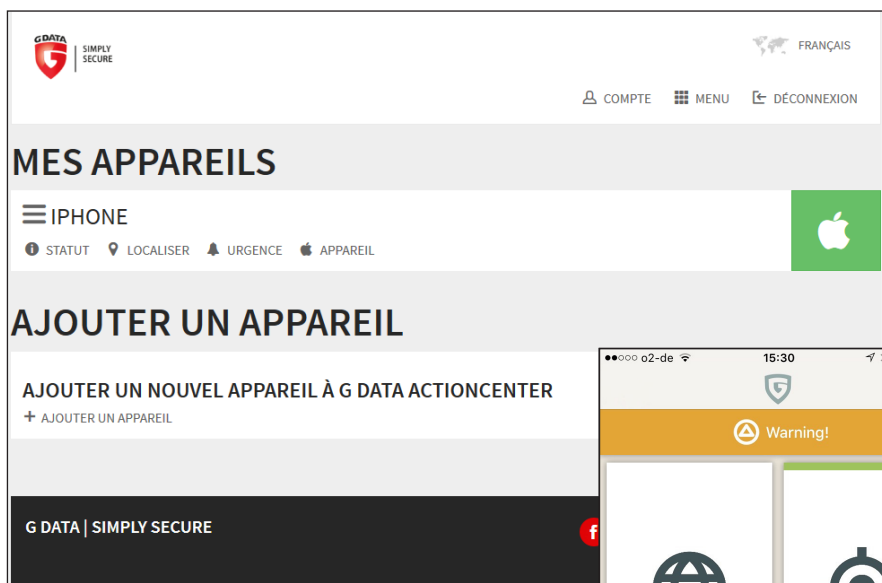 GDATA
SIMPLY
SECURE
FRANÇAIS
COMPTE MENU DÉCONNEXION
MES APPAREILS
IPHONE
STATUT LOCALISER URGENCE APPAREIL
AJOUTER UN APPAREIL
AJOUTER UN NOUVEL APPAREIL À G DATA ACTIONCENTER
+ AJOUTER UN APPAREIL
G DATA | SIMPLY SECURE
o2-de 15:30
Warning!